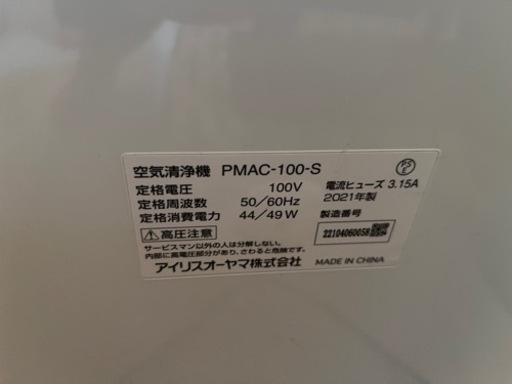 空気清浄機 PMAC-100-S
定格電圧 100V 電流ヒューズ 3.15A
定格周波数 50/60Hz 2021年製
定格消費電力 44/49W 製造番号
高圧注意 22104060058
サービスマン以外の人は分解しない。
内部に高電圧部分があり、さわると危険です。
アイリスオーヤマ株式会社 MADE IN CHINA